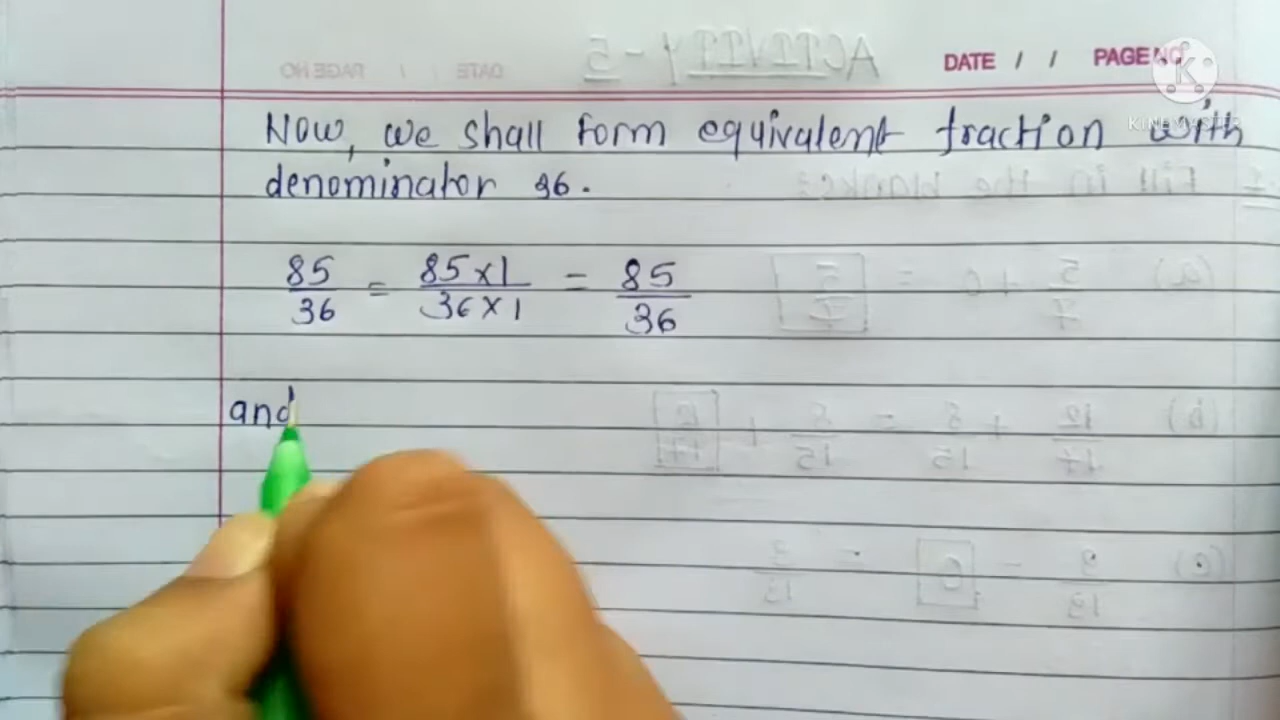 DATE / / PAGE NO
K
KINEMASTER
Now, we shall form equivalent fraction with
denominator 36.
85/36 = 85×1/36×1 = 85/36
and